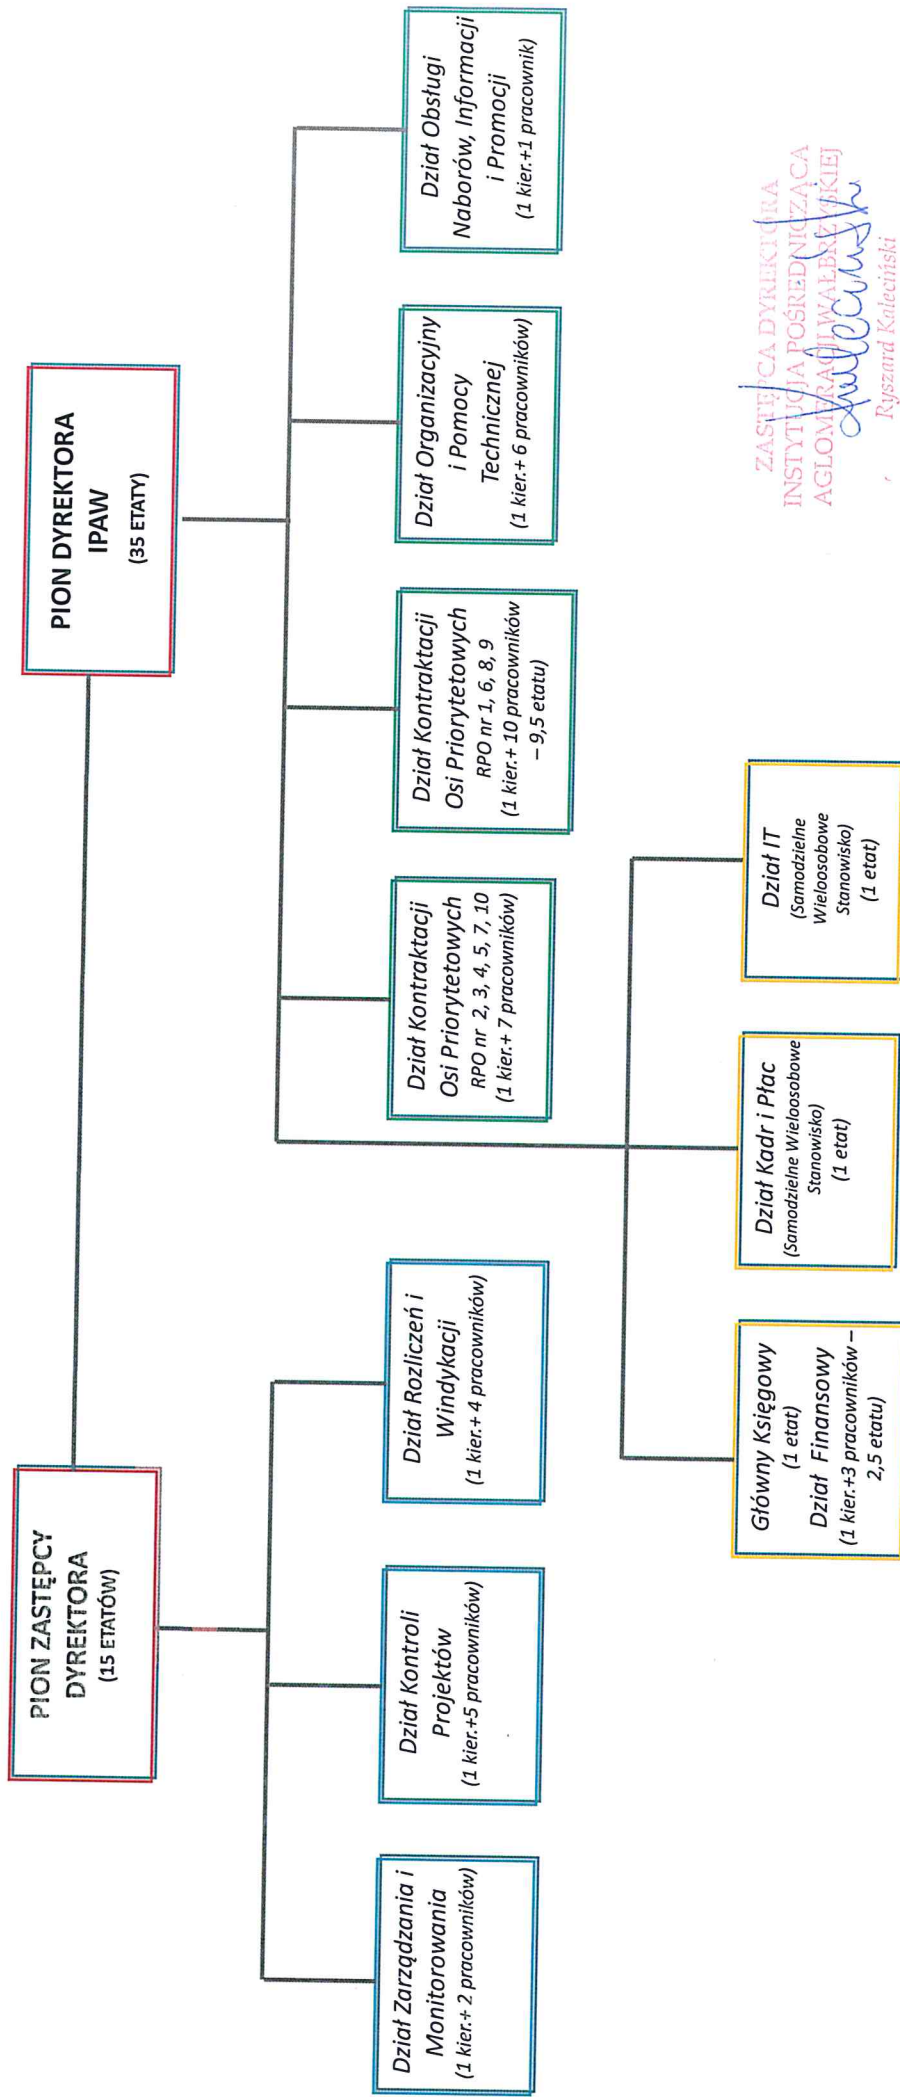 PION ZASTĘPCY
DYREKTORA
(15 ETATÓW)
PION DYREKTORA
IPAW
(35 ETATY)
Dział Zarządzania i
Monitorowania
(1 kier.+ 2 pracowników)
Dział Kontroli
Projektów
(1 kier.+5 pracowników)
Dział Rozliczeń i
Windykacji
(1 kier.+ 4 pracowników)
Dział Kontraktacji
Osi Priorytetowych
RPO nr 2, 3, 4, 5, 7, 10
(1 kier.+ 7 pracowników)
Dział Kontraktacji
Osi Priorytetowych
RPO nr 1, 6, 8, 9
(1 kier.+ 10 pracowników
– 9,5 etatu)
Dział Organizacyjny
i Pomocy
Technicznej
(1 kier.+ 6 pracowników)
Dział Obsługi
Naborów, Informacji
i Promocji
(1 kier.+1 pracownik)
Główny Księgowy
(1 etat)
Dział Finansowy
(1 kier.+3 pracowników–
2,5 etatu)
Dział Kadr i Płac
(Samodzielne Wieloosobowe
Stanowisko)
(1 etat)
Dział IT
(Samodzielne
Wieloosobowe
Stanowisko)
(1 etat)
ZASTĘPCA DYREKTORA
INSTYTUCJA POŚREDNICZĄCA
AGLOMERACJI WAŁBRZYSKIEJ
Ryszard Kaleciński